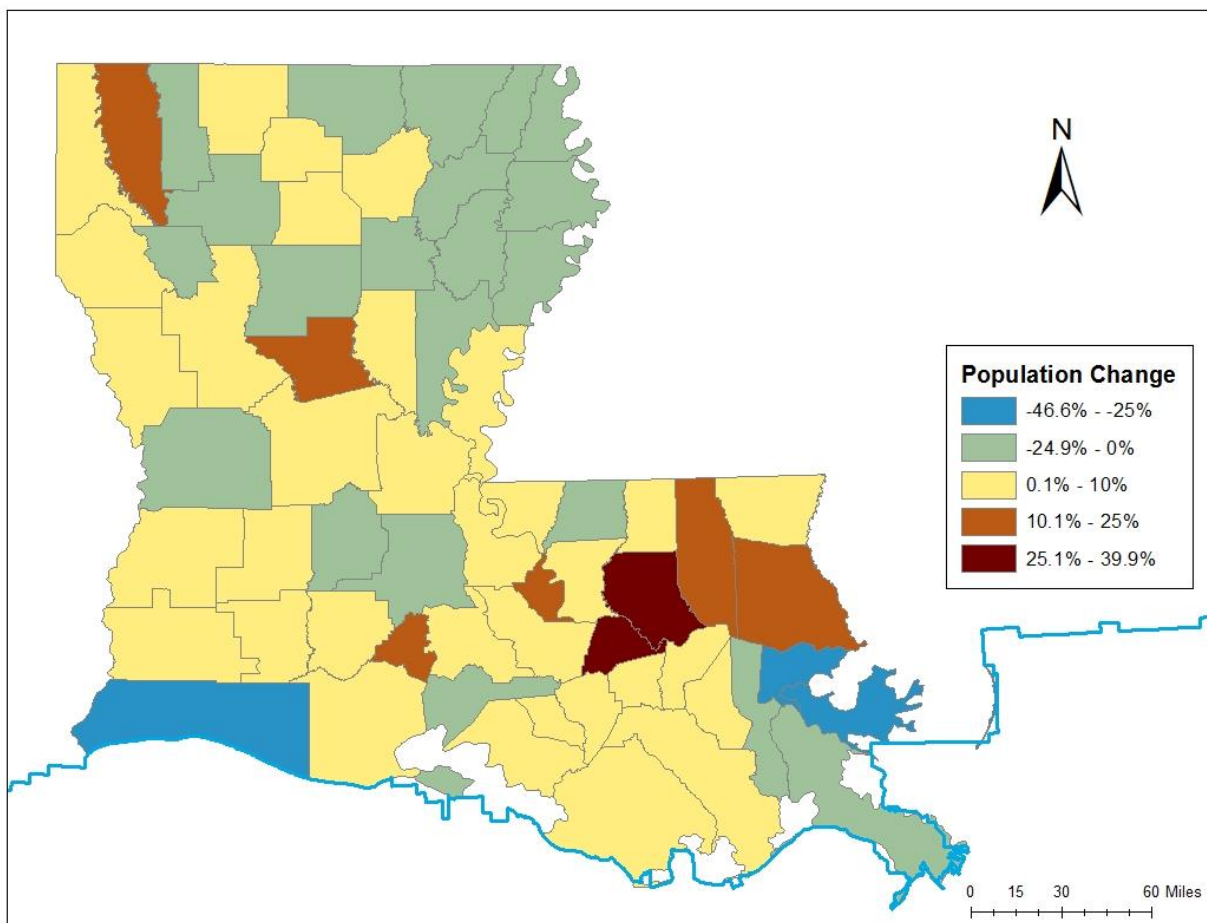 N
Population Change
-46.6% - -25%
-24.9% - 0%
0.1% - 10%
10.1% - 25%
25.1% - 39.9%
0 15 30 60 Miles